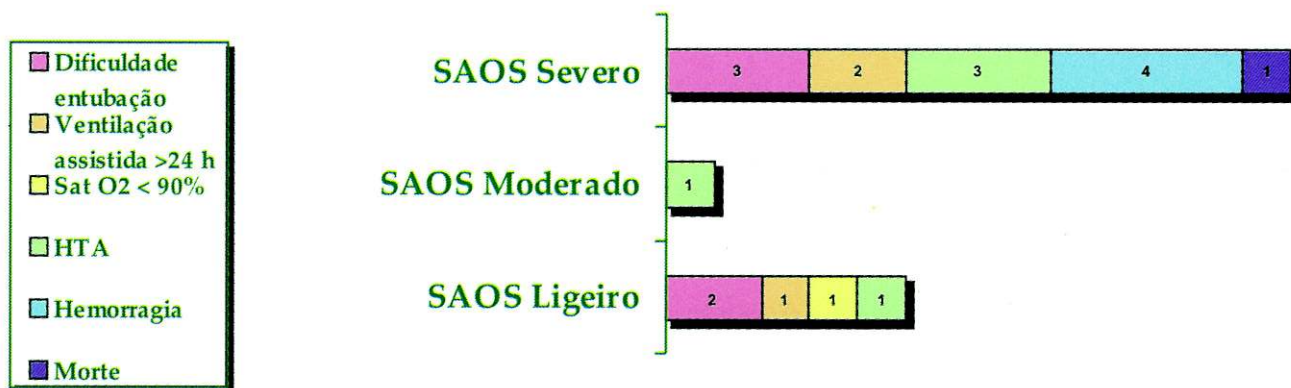 Dificuldade
entubação
Ventilação
assistida >24 h
Sat O2 < 90%
HTA
Hemorragia
Morte
SAOS Severo
3 2 3 4 1
SAOS Moderado
1
SAOS Ligeiro
2 1 1 1